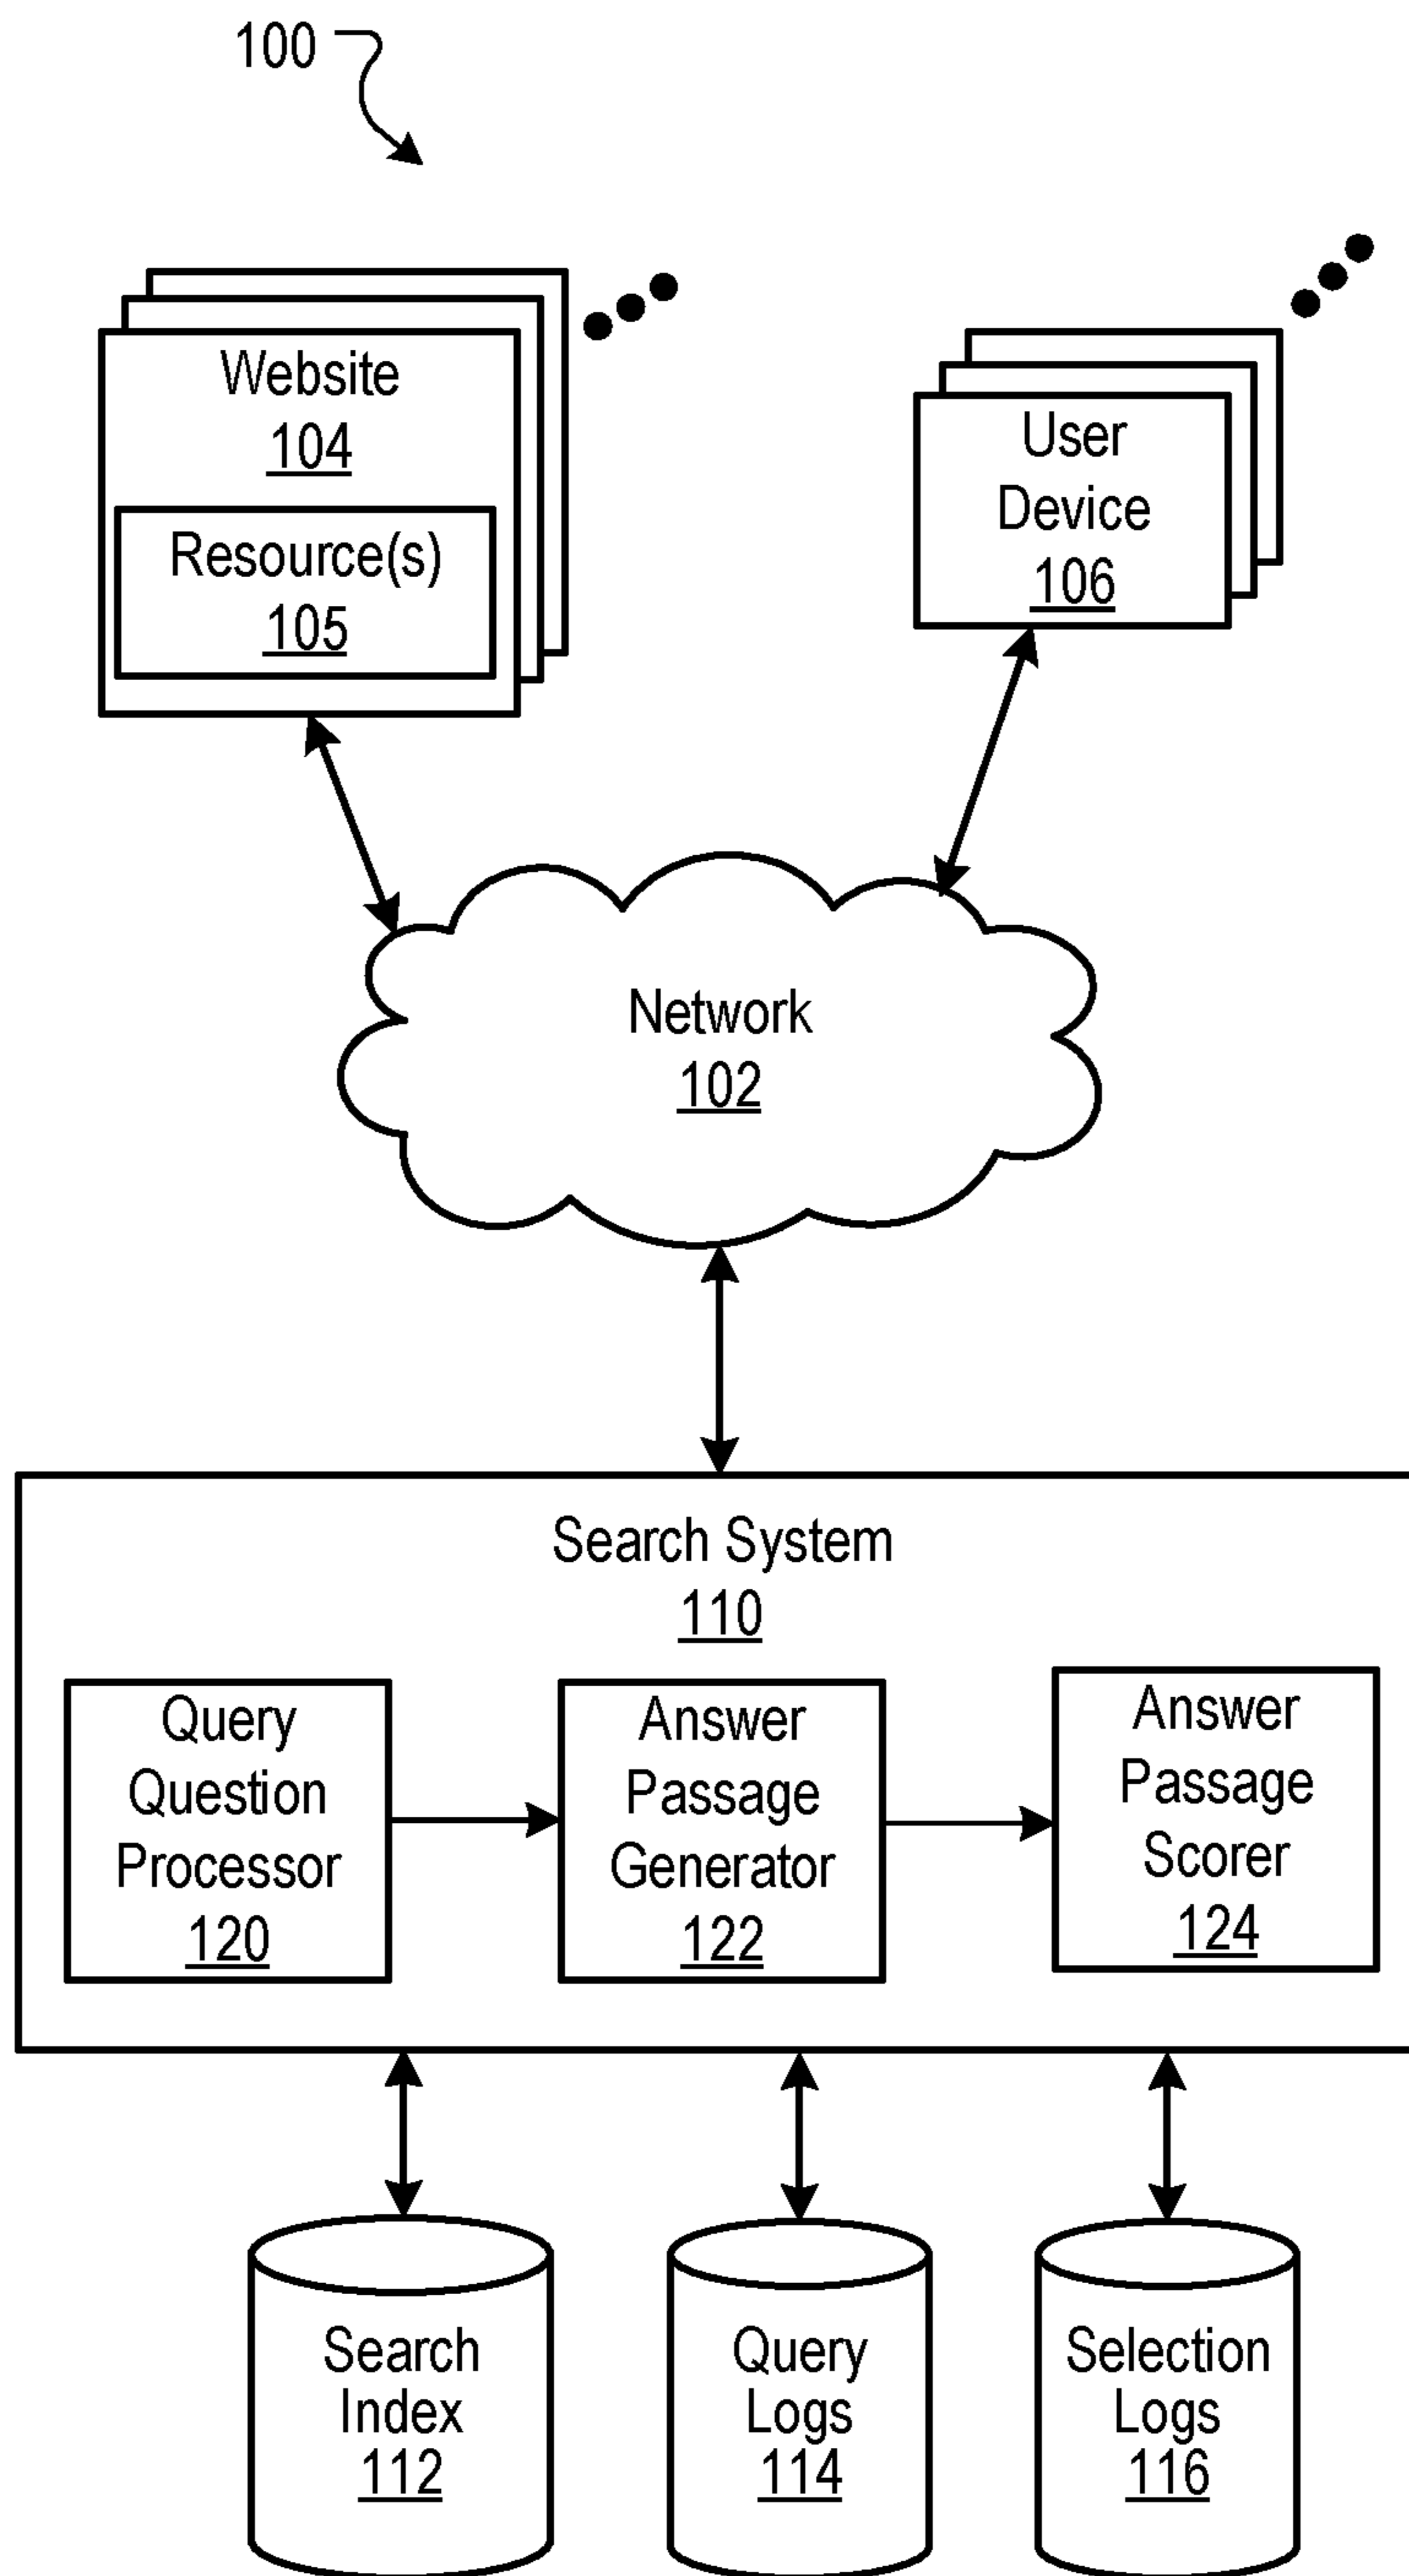 100
Website
104
Resource(s)
105
User
Device
106
Network
102
Search System
110
Query
Question
Processor
120
Answer
Passage
Generator
122
Answer
Passage
Scorer
124
Search
Index
112
Query
Logs
114
Selection
Logs
116